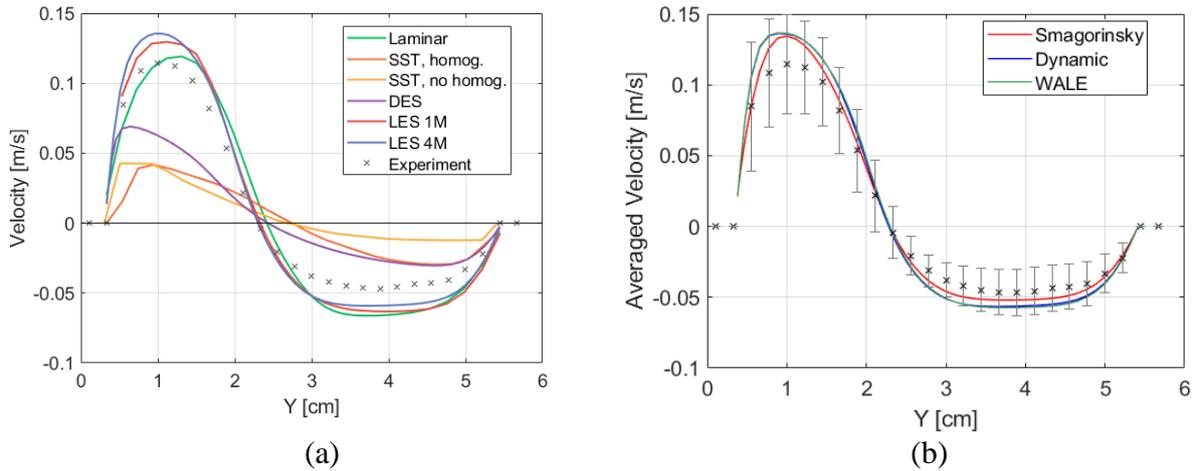 0.15
0.1
0.05
0
-0.05
-0.1
Velocity [m/s]
0 1 2 3 4 5 6
Y [cm]
Laminar
SST, homog.
SST, no homog.
DES
LES 1M
LES 4M
Experiment
(a)
0.15
0.1
0.05
0
-0.05
-0.1
Averaged Velocity [m/s]
0 1 2 3 4 5 6
Y [cm]
Smagorinsky
Dynamic
WALE
(b)